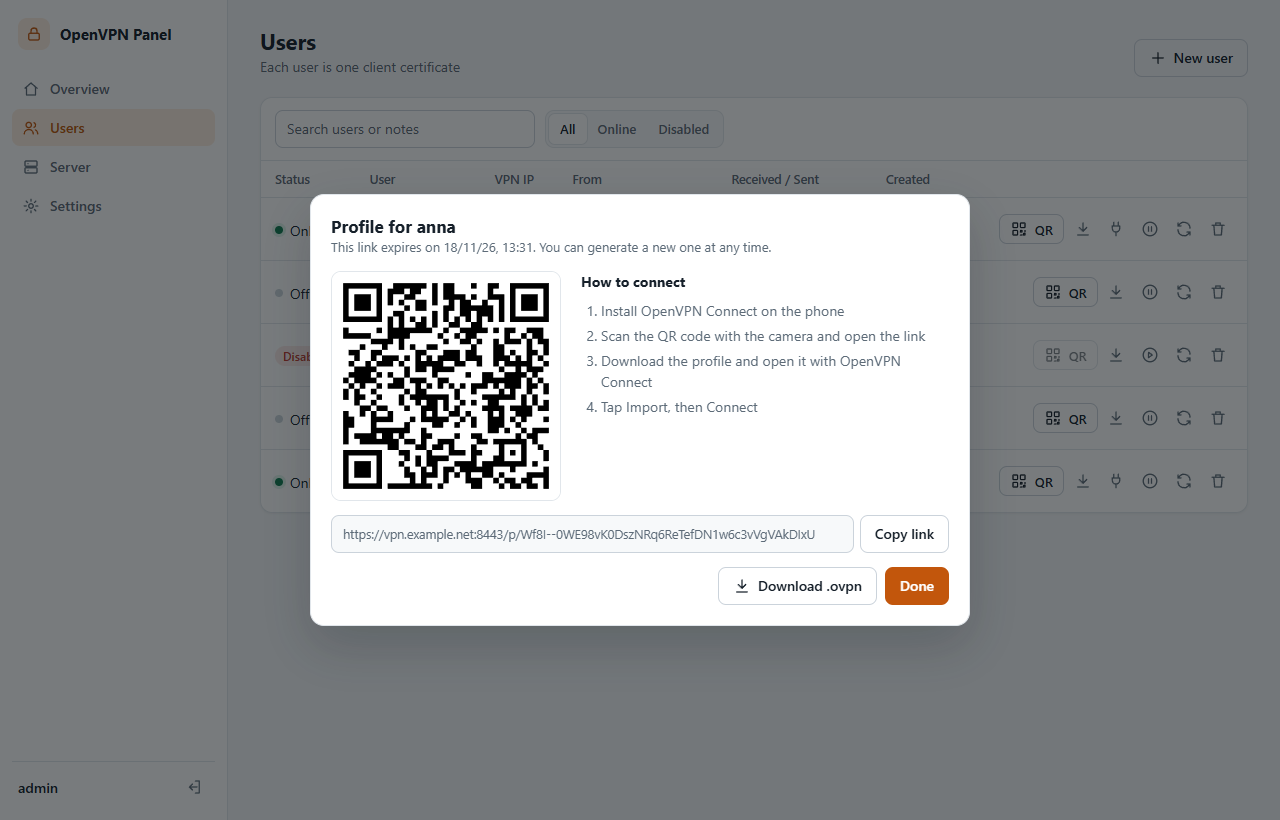 OpenVPN Panel
Overview
Users
Server
Settings
admin
Users
Each user is one client certificate
New user
Search users or notes
All Online Disabled
Status User VPN IP From Received / Sent Created
QR
QR
QR
QR
QR
Profile for anna
This link expires on 18/11/26, 13:31. You can generate a new one at any time.
How to connect
1. Install OpenVPN Connect on the phone
2. Scan the QR code with the camera and open the link
3. Download the profile and open it with OpenVPN
Connect
4. Tap Import, then Connect
https://vpn.example.net:8443/p/Wf8I--0WE98vK0DszNRq6ReTefDN1w6c3vVgVAkDIxU
Copy link
Download .ovpn
Done